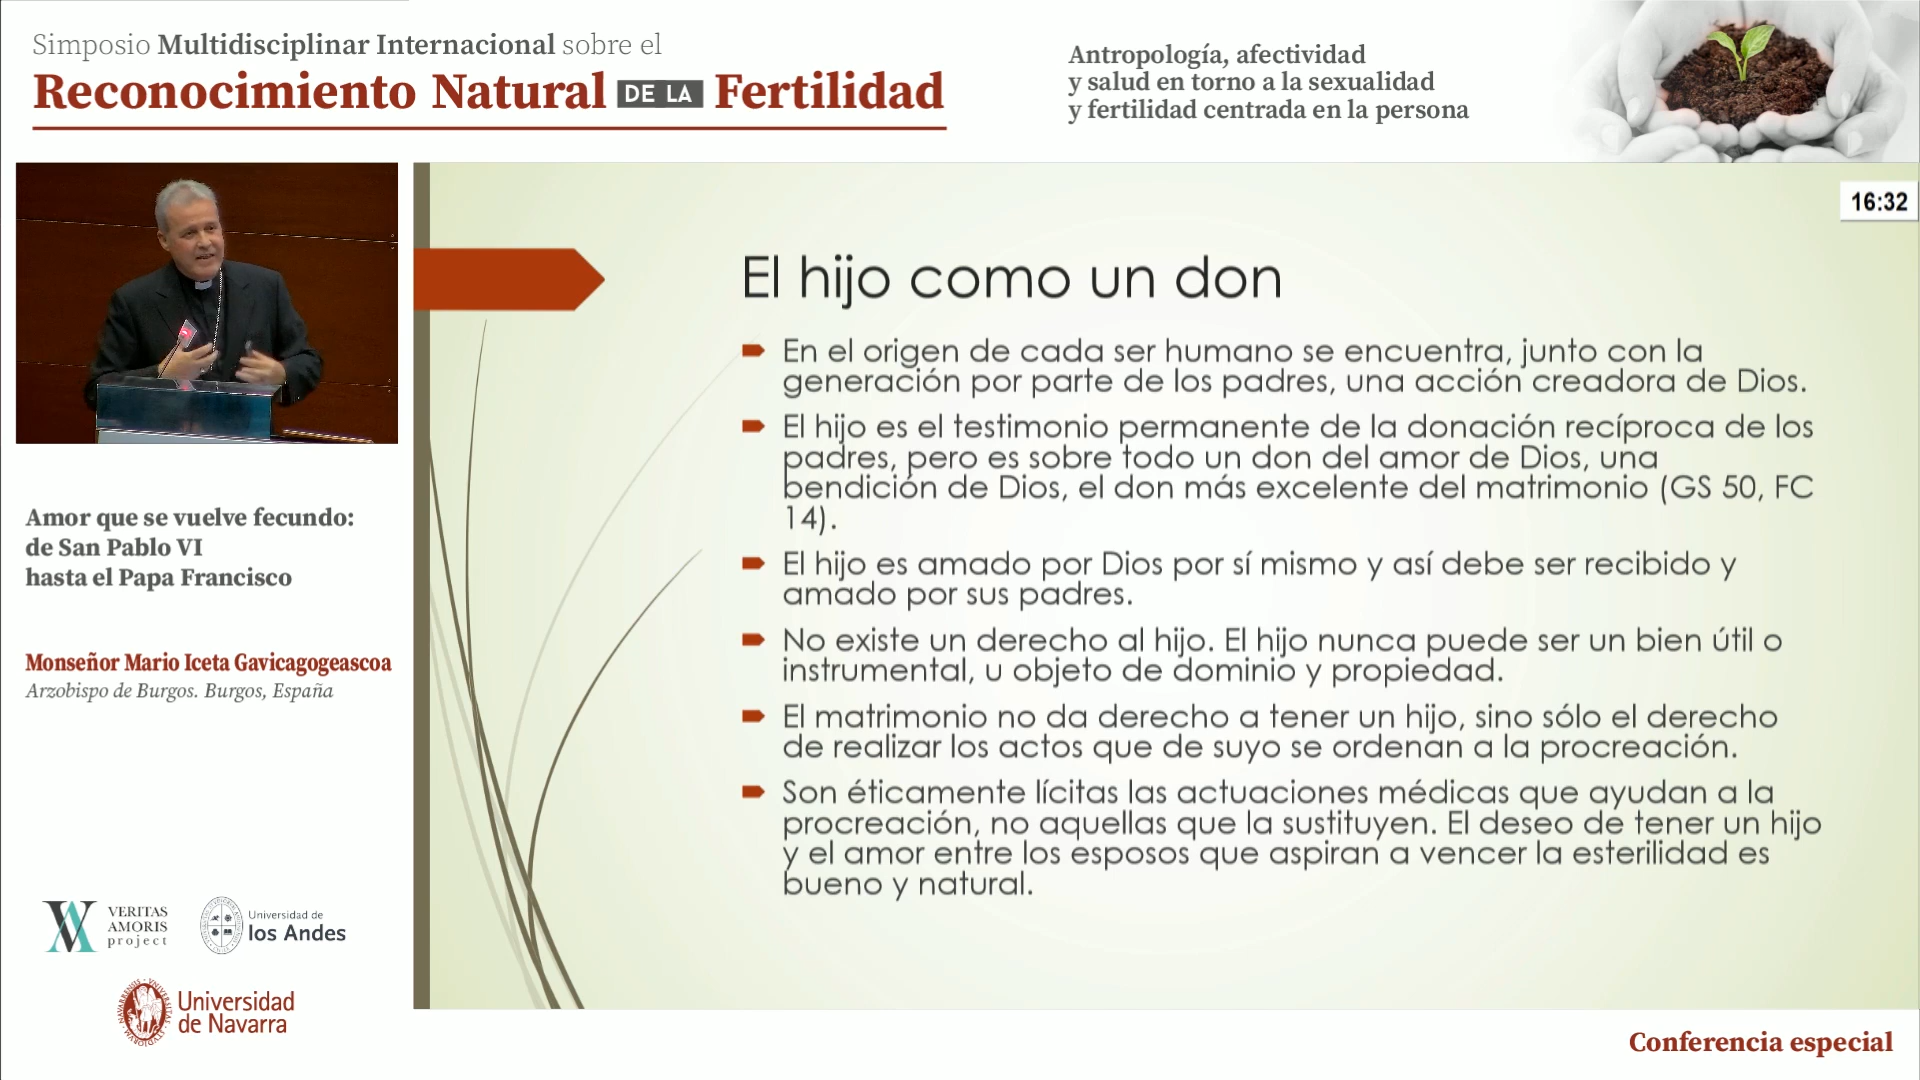 Simposio Multidisciplinar Internacional sobre el
Reconocimiento Natural DE LA Fertilidad
Antropología, afectividad
y salud en torno a la sexualidad
y fertilidad centrada en la persona
16:32
El hijo como un don
En el origen de cada ser humano se encuentra, junto con la
generación por parte de los padres, una acción creadora de Dios.
El hijo es el testimonio permanente de la donación recíproca de los
padres, pero es sobre todo un don del amor de Dios, una
bendición de Dios, el don más excelente del matrimonio (GS 50, FC
14).
El hijo es amado por Dios por sí mismo y así debe ser recibido y
amado por sus padres.
No existe un derecho al hijo. El hijo nunca puede ser un bien útil o
instrumental, u objeto de dominio y propiedad.
El matrimonio no da derecho a tener un hijo, sino sólo el derecho
de realizar los actos que de suyo se ordenan a la procreación.
Son éticamente lícitas las actuaciones médicas que ayudan a la
procreación, no aquellas que la sustituyen. El deseo de tener un hijo
y el amor entre los esposos que aspiran a vencer la esterilidad es
bueno y natural.
Amor que se vuelve fecundo:
de San Pablo VI
hasta el Papa Francisco
Monseñor Mario Iceta Gavicagogeascoa
Arzobispo de Burgos. Burgos, España
VERITAS
AMORIS
project
Universidad de
los Andes
Universidad
de Navarra
Conferencia especial